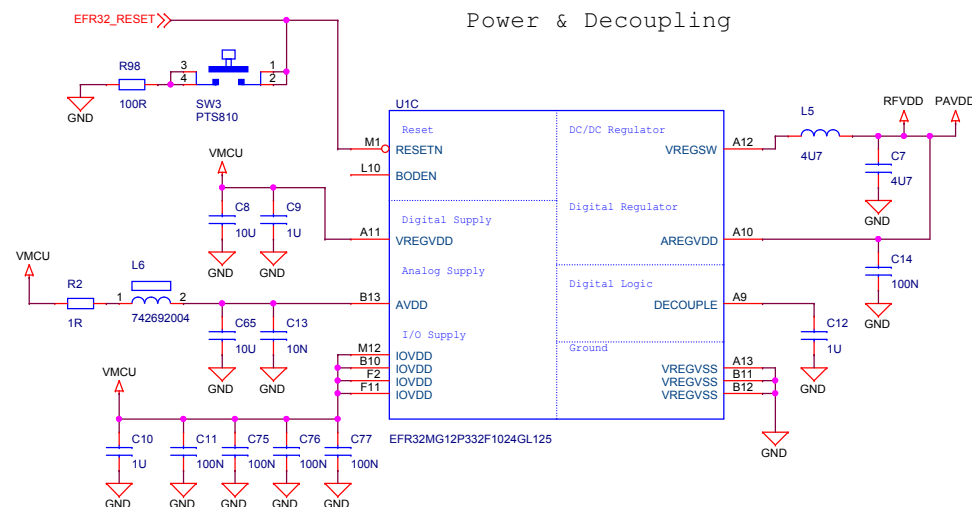 Power & Decoupling
EFR32_RESET
R98
100R
GND
3
4
1
2
SW3
PTS810
U1C
Reset
M1
RESETN
L10
BODEN
VMCU
C8
10U
GND
C9
1U
GND
Digital Supply
A11
VREGVDD
VMCU
R2
1R
L6
1
2
742692004
Analog Supply
B13
AVDD
C65
10U
GND
C13
10N
GND
I/O Supply
M12
IOVDD
B10
IOVDD
F2
IOVDD
F11
IOVDD
VMCU
C10
1U
GND
C11
100N
GND
C75
100N
GND
C76
100N
GND
C77
100N
GND
EFR32MG12P332F1024GL125
DC/DC Regulator
A12
VREGSW
L5
4U7
RFVDD
PAVDD
C7
4U7
GND
Digital Regulator
A10
AREGVDD
C14
100N
GND
Digital Logic
A9
DECOUPLE
C12
1U
GND
Ground
A13
VREGVSS
B11
VREGVSS
B12
VREGVSS
GND